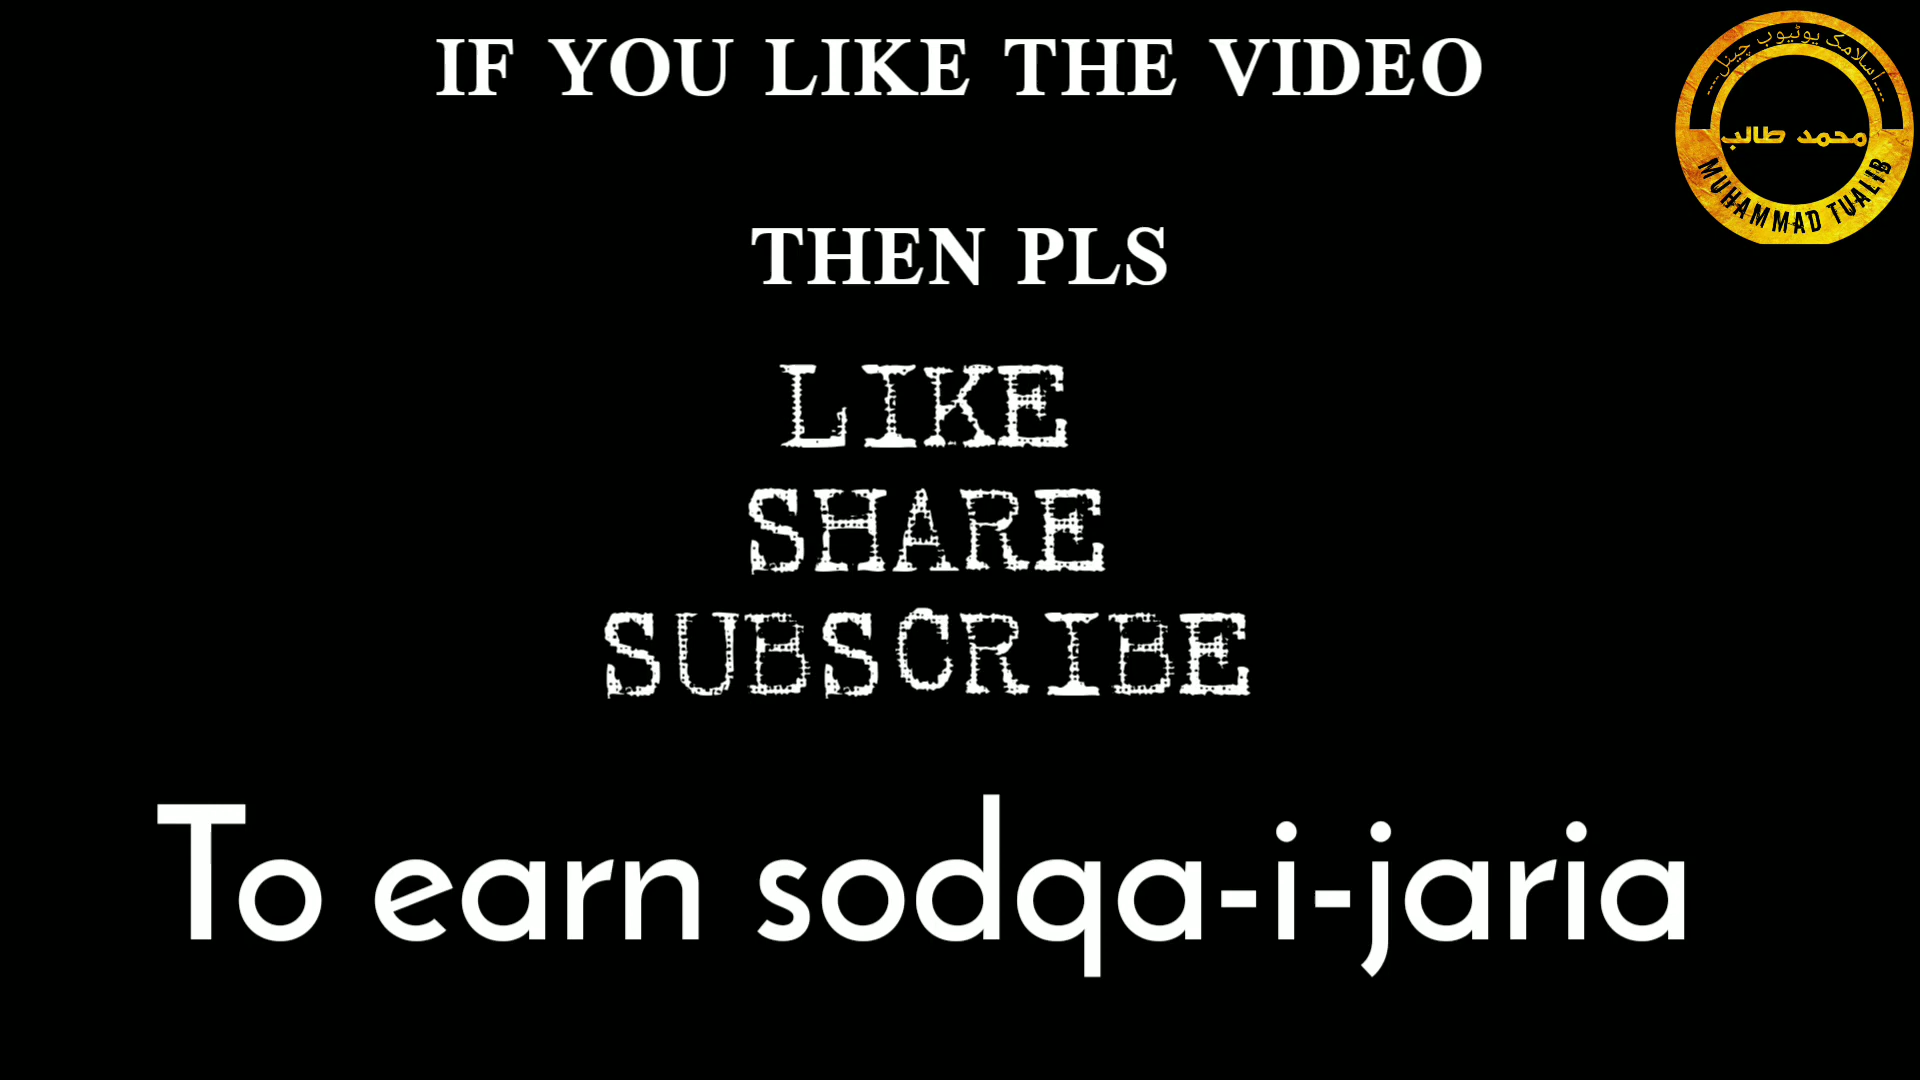 IF YOU LIKE THE VIDEO
THEN PLS
LIKE
SHARE
SUBSCRIBE
To earn sodqa-i-jaria
اسلامک یوٹیوب چینل
محمد طالب
MUHAMMAD TUALIB